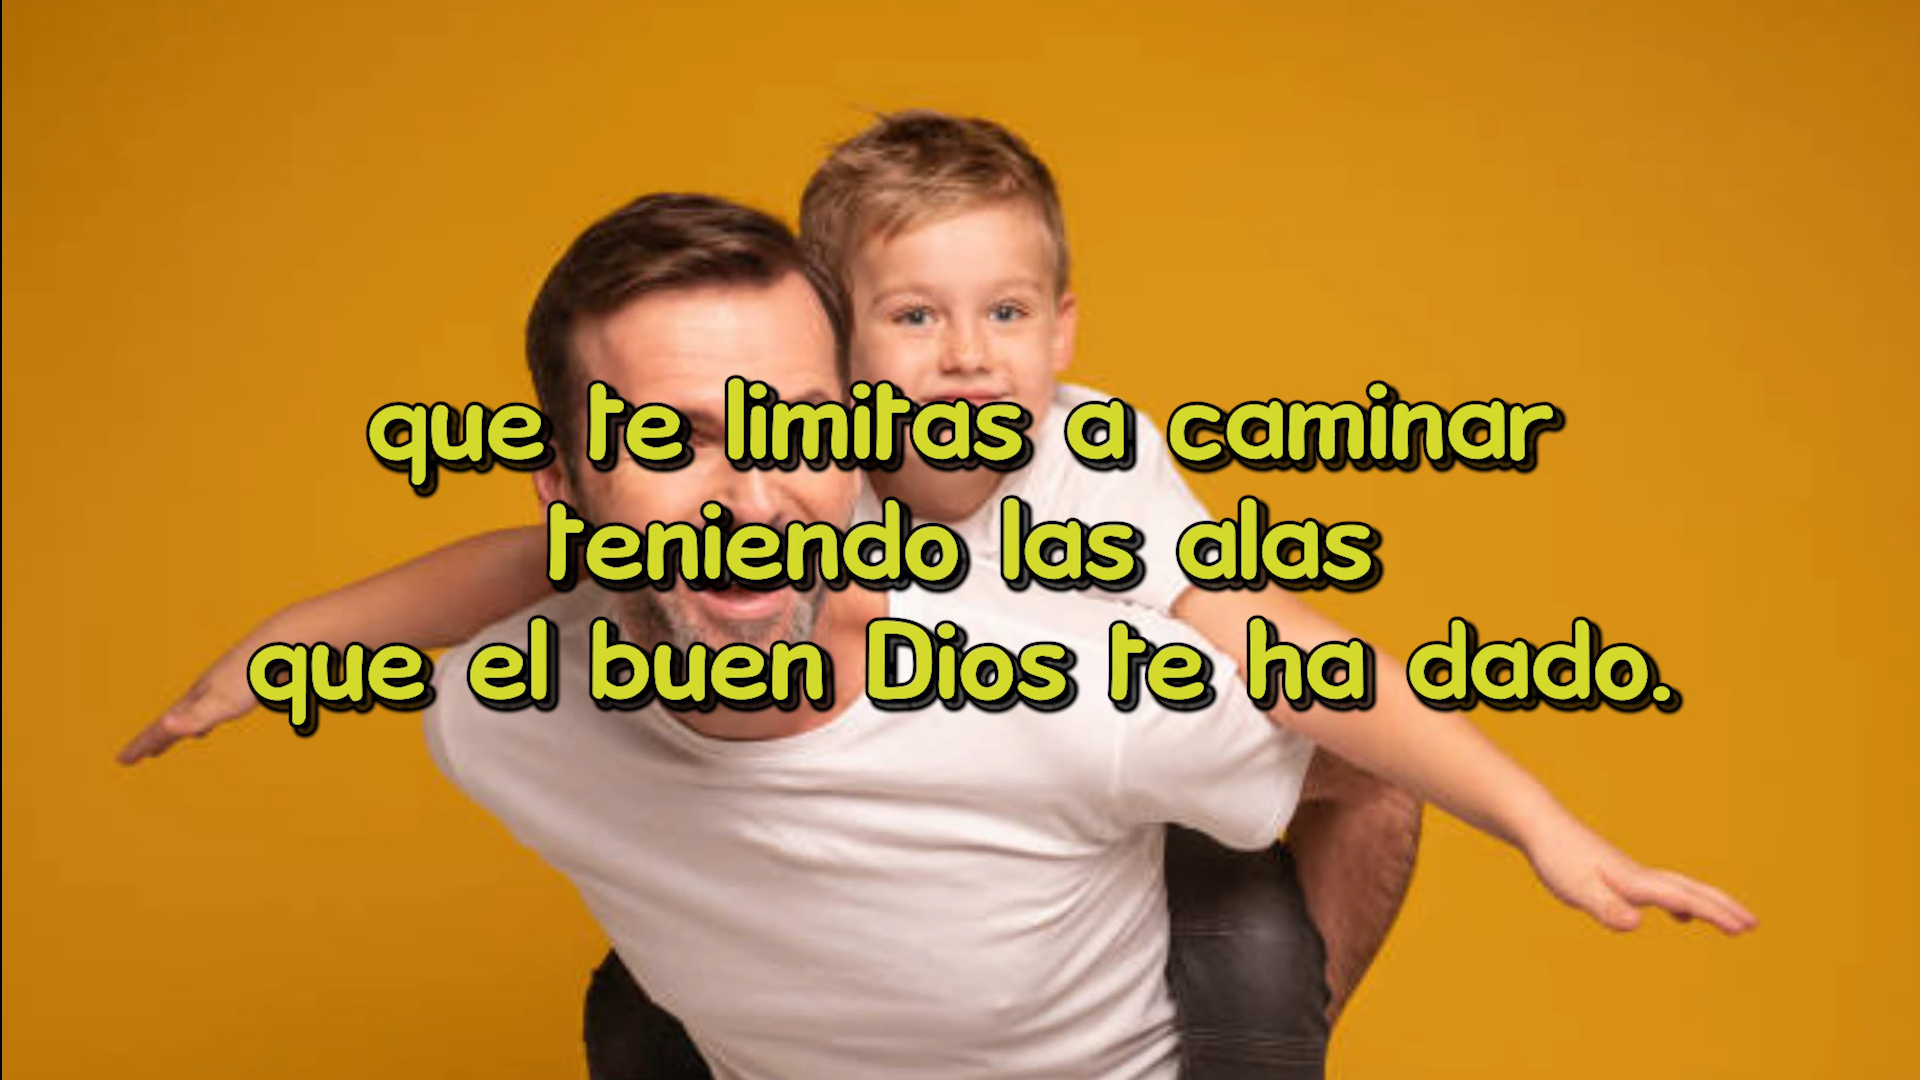 que te limitas a caminar
teniendo las alas
que el buen Dios te ha dado.